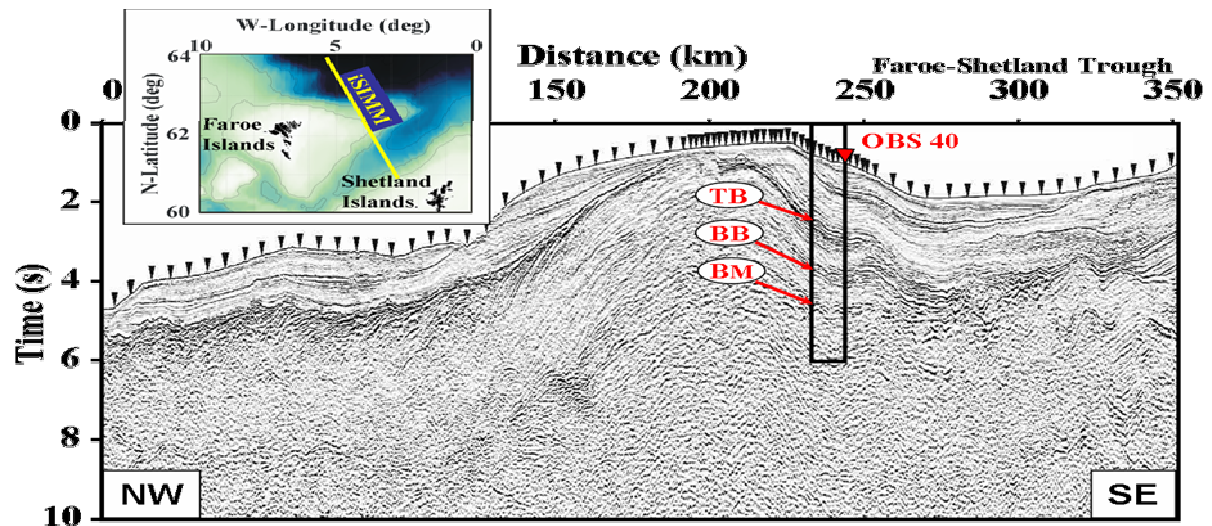 W-Longitude (deg)
10 5 0
64
62
60
N-Latitude (deg)
iSIMM
Faroe
Islands
Shetland
Islands.
Distance (km)
Faroe-Shetland Trough
0 150 200 250 300 350
0
2
4
6
8
10
Time (s)
OBS 40
TB
BB
BM
NW
SE